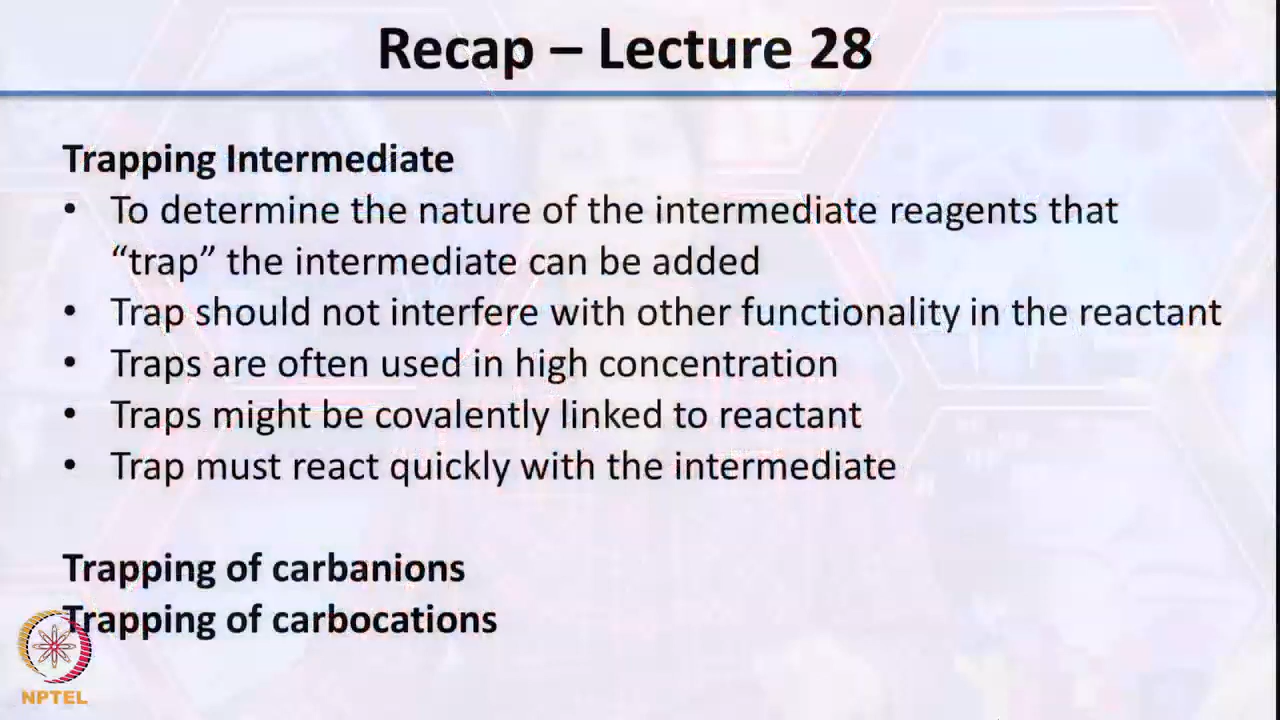 Recap – Lecture 28
Trapping Intermediate
• To determine the nature of the intermediate reagents that
“trap” the intermediate can be added
• Trap should not interfere with other functionality in the reactant
• Traps are often used in high concentration
• Traps might be covalently linked to reactant
• Trap must react quickly with the intermediate
Trapping of carbanions
Trapping of carbocations
NPTEL